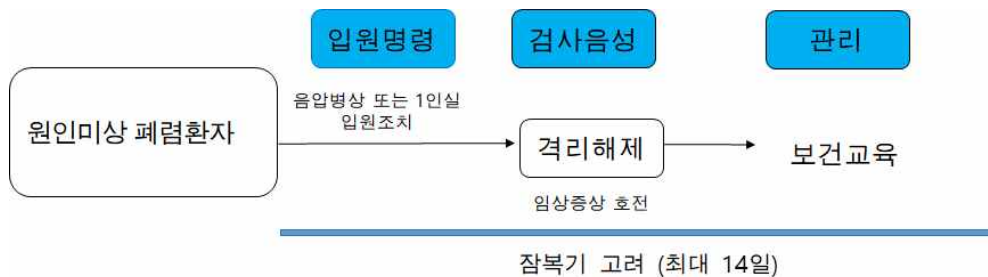 입원명령
검사음성
관리
원인미상 폐렴환자
음압병상 또는 1인실
입원조치
격리해제
보건교육
임상증상 호전
잠복기 고려 (최대 14일)